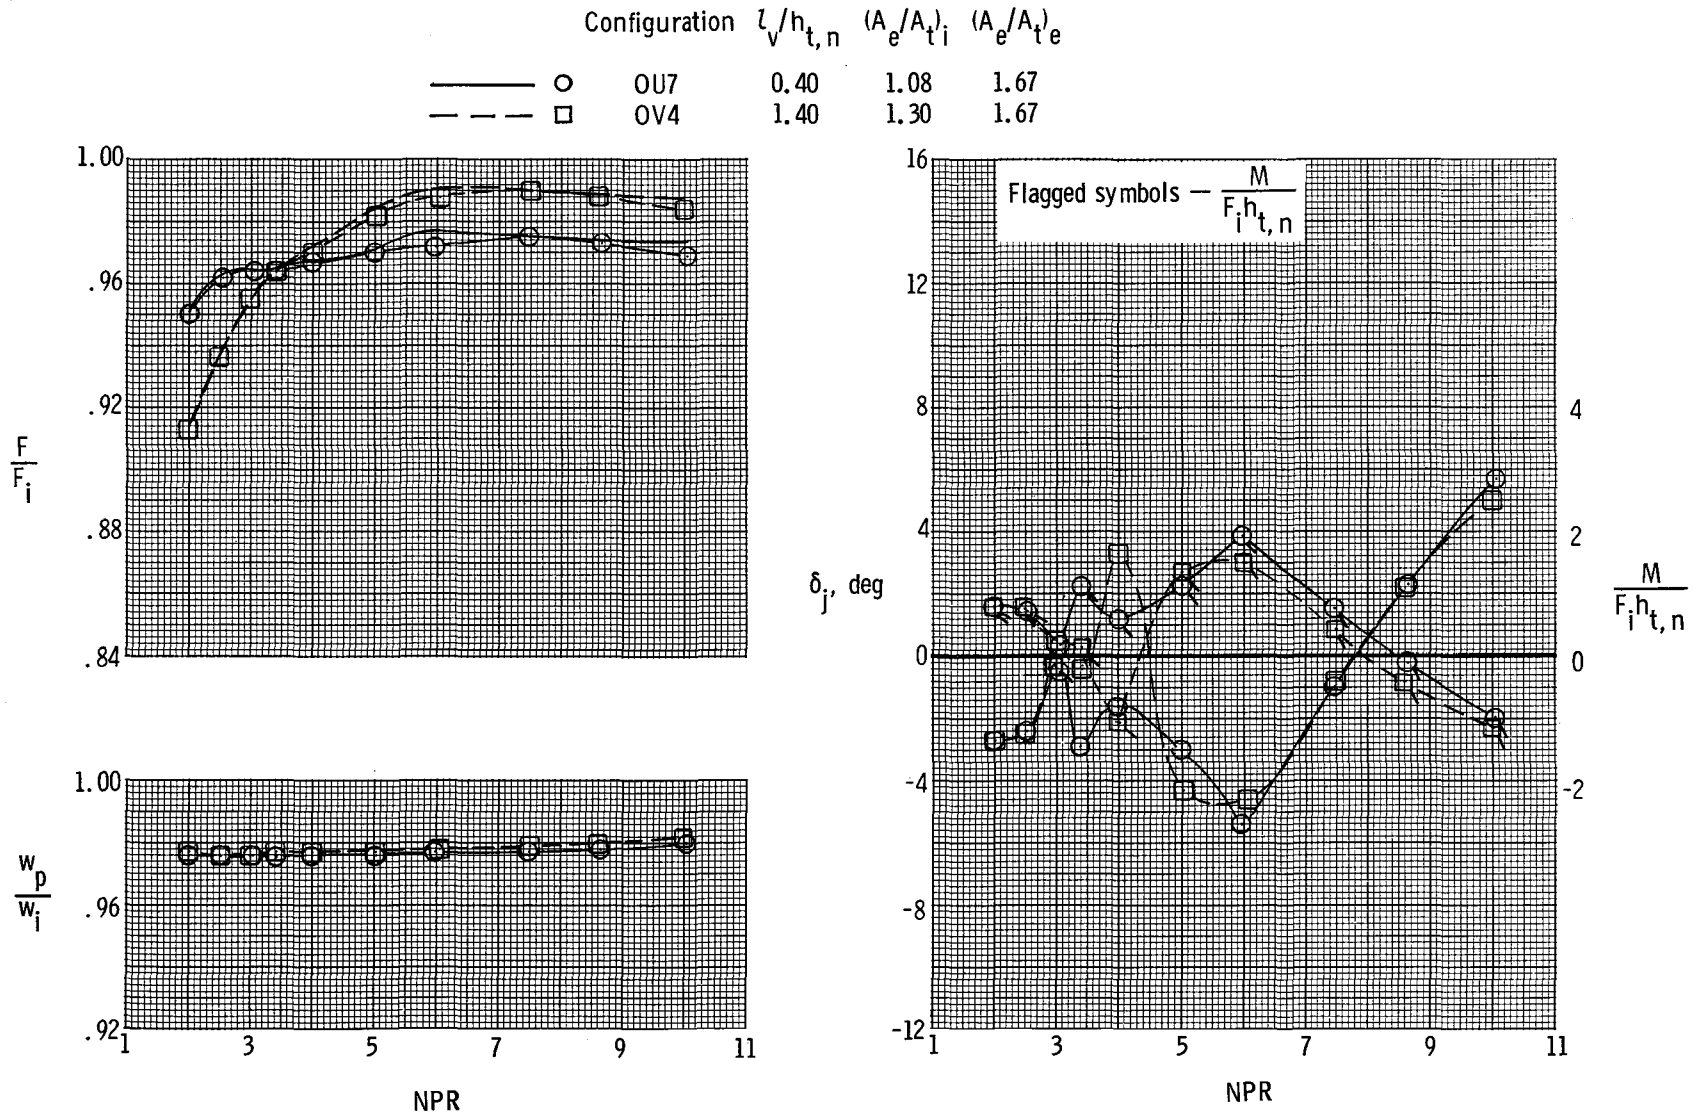 Configuration l_v/h_t,n (A_e/A_t)_i (A_e/A_t)_e
OU7 0.40 1.08 1.67
OV4 1.40 1.30 1.67
1.00
.96
.92
.88
.84
F
F_i
1.00
.96
.92
w_p
w_i
1 3 5 7 9 11
NPR
Flagged symbols – M
F_i h_t,n
16
12
8
4
0
-4
-8
-12
δ_j, deg
4
2
0
-2
M
F_i h_t,n
1 3 5 7 9 11
NPR